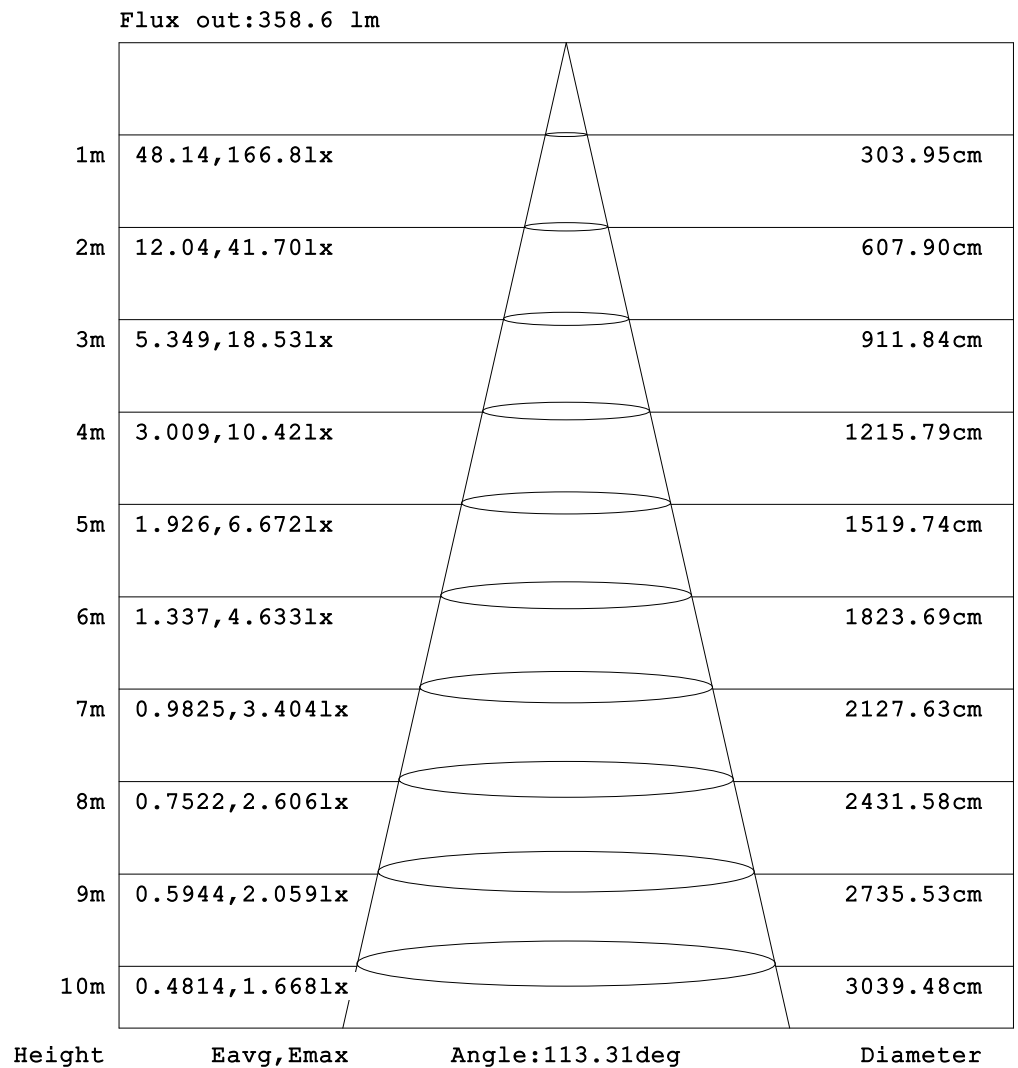 Flux out:358.6 lm
1m 48.14,166.8lx 303.95cm
2m 12.04,41.70lx 607.90cm
3m 5.349,18.53lx 911.84cm
4m 3.009,10.42lx 1215.79cm
5m 1.926,6.672lx 1519.74cm
6m 1.337,4.633lx 1823.69cm
7m 0.9825,3.404lx 2127.63cm
8m 0.7522,2.606lx 2431.58cm
9m 0.5944,2.059lx 2735.53cm
10m 0.4814,1.668lx 3039.48cm
Height Eavg,Emax Angle:113.31deg Diameter